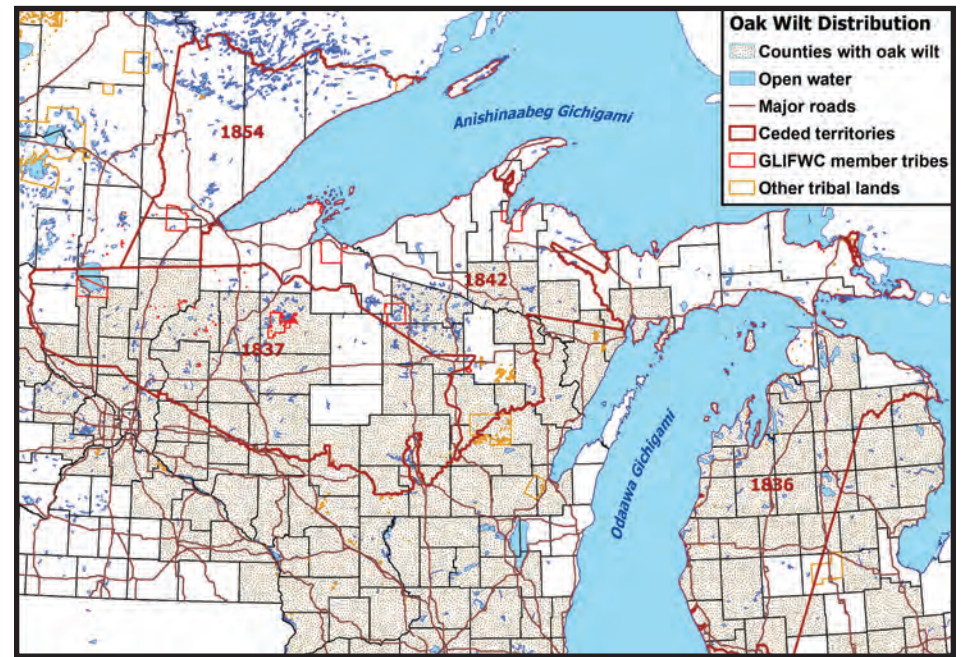 Oak Wilt Distribution
Counties with oak wilt
Open water
Major roads
Ceded territories
GLIFWC member tribes
Other tribal lands
Anishinaabeg Gichigami
1854
1842
1837
Odaawa Gichigami
1836